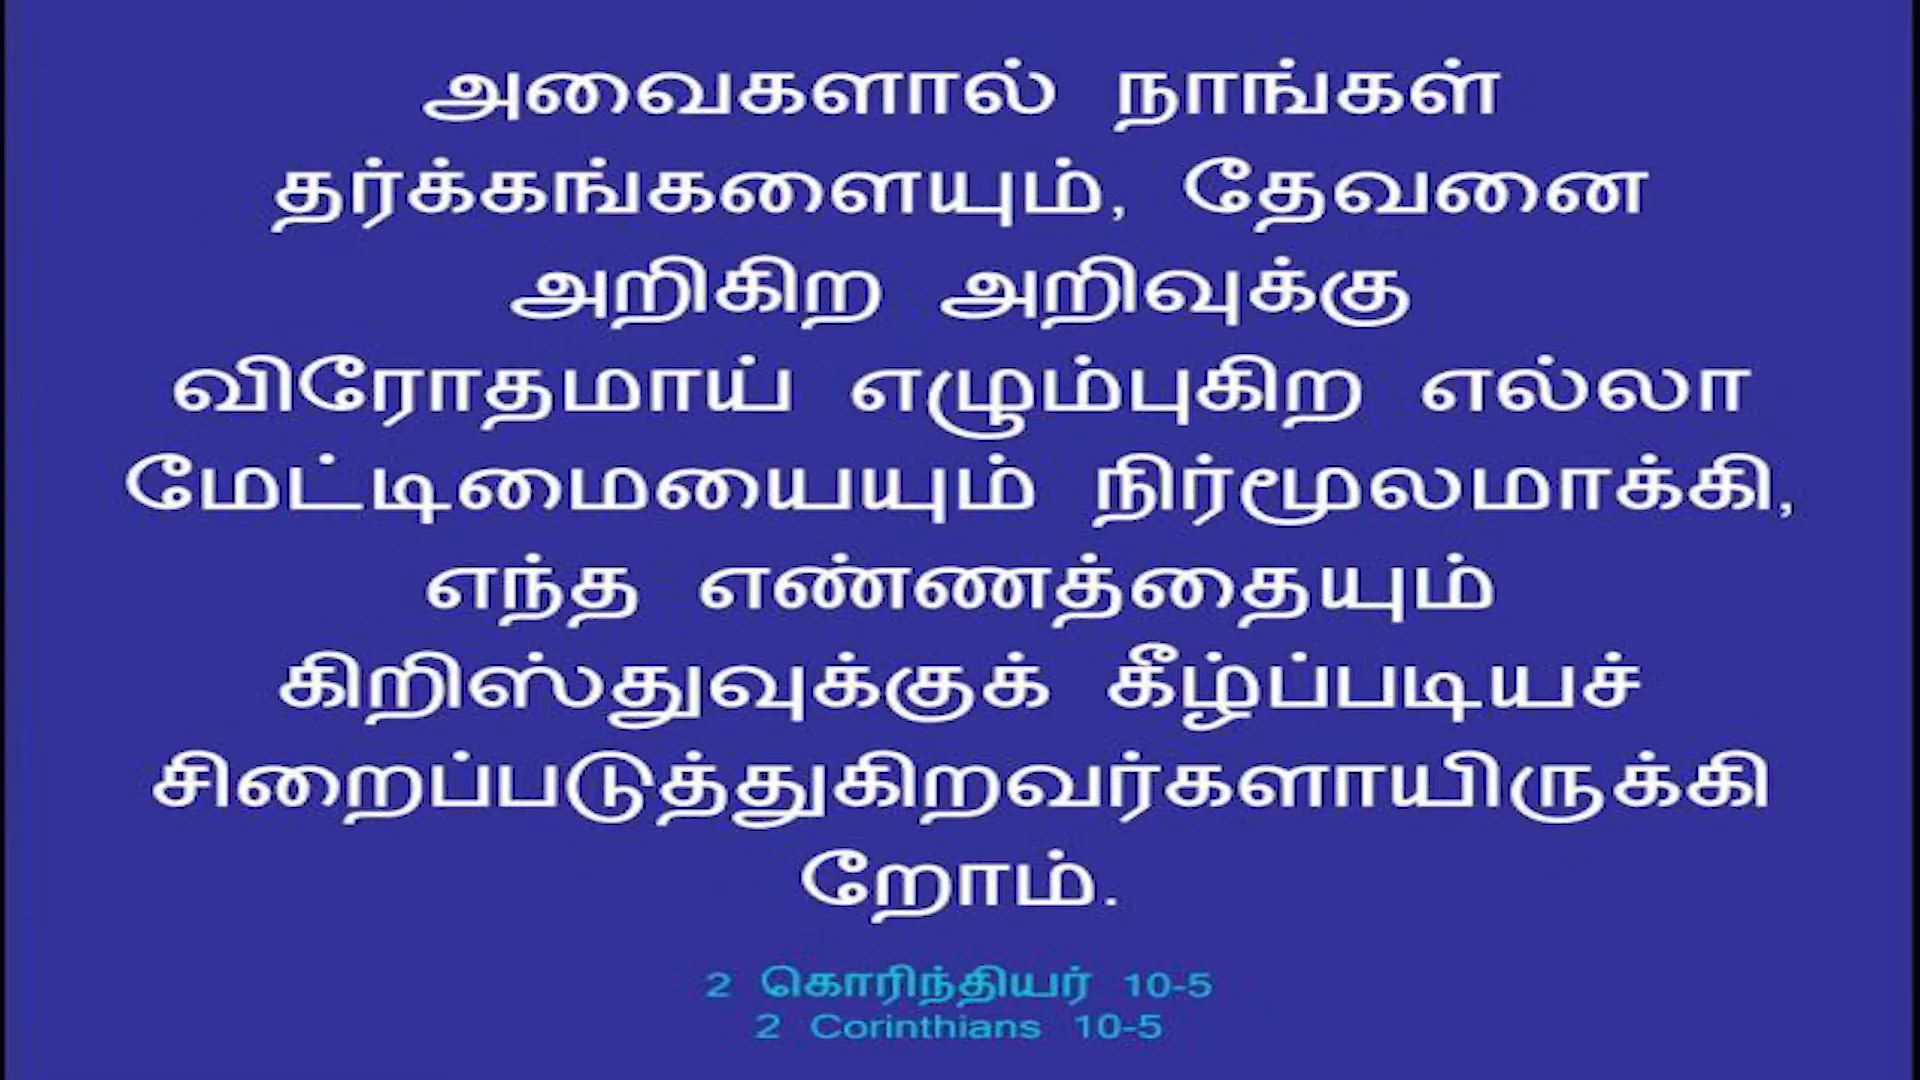 அவைகளால் நாங்கள்
தர்க்கங்களையும், தேவனை
அறிகிற அறிவுக்கு
விரோதமாய் எழும்புகிற எல்லா
மேட்டிமையையும் நிர்மூலமாக்கி,
எந்த எண்ணத்தையும்
கிறிஸ்துவுக்குக் கீழ்ப்படியச்
சிறைப்படுத்துகிறவர்களாயிருக்கி
றோம்.
2 கொரிந்தியர் 10-5
2 Corinthians 10-5